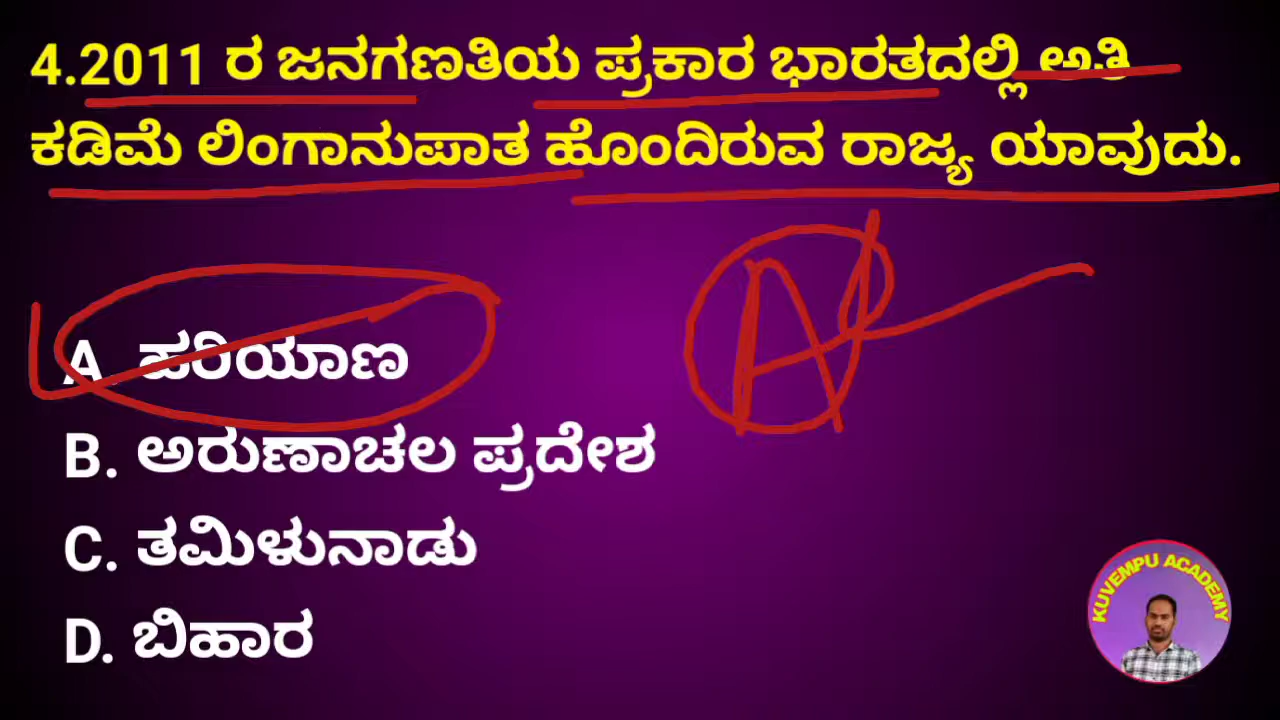 4.2011 ರ ಜನಗಣತಿಯ ಪ್ರಕಾರ ಭಾರತದಲ್ಲಿ ಅತಿ
ಕಡಿಮೆ ಲಿಂಗಾನುಪಾತ ಹೊಂದಿರುವ ರಾಜ್ಯ ಯಾವುದು.
A. ಹರಿಯಾಣ
A
B. ಅರುಣಾಚಲ ಪ್ರದೇಶ
C. ತಮಿಳುನಾಡು
D. ಬಿಹಾರ
KUVEMPU ACADEMY